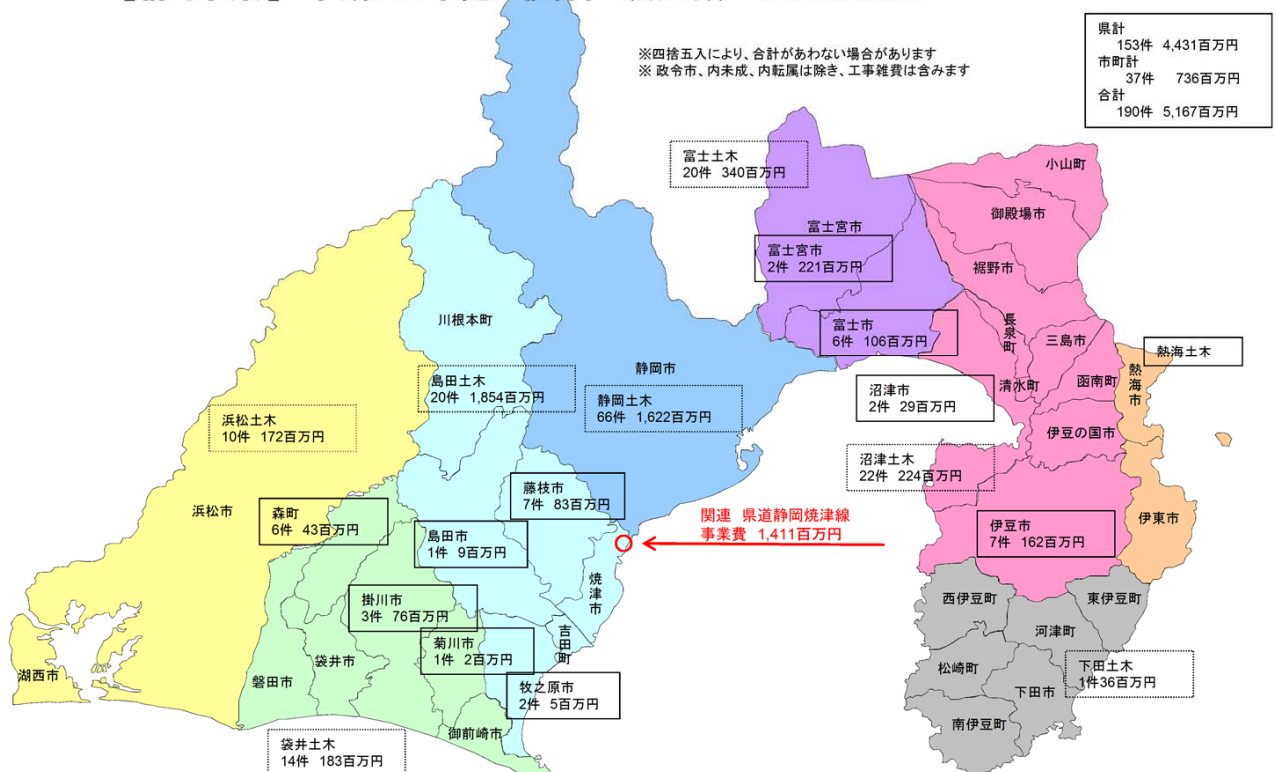 ※四捨五入により、合計があわない場合があります
※ 政令市、内未成、内転属は除き、工事雑費は含みます
県計
153件 4,431百万円
市町計
37件 736百万円
合計
190件 5,167百万円
富士土木
20件 340百万円
小山町
御殿場市
富士宮市
富士宮市
2件 221百万円
裾野市
川根本町
富士市
6件 106百万円
長泉町
三島市
熱海土木
静岡市
熱海市
島田土木
20件 1,854百万円
静岡土木
66件 1,622百万円
沼津市
2件 29百万円
清水町
函南町
浜松土木
10件 172百万円
伊豆の国市
沼津土木
22件 224百万円
藤枝市
7件 83百万円
浜松市
森町
6件 43百万円
関連 県道静岡焼津線
事業費 1,411百万円
伊豆市
7件 162百万円
伊東市
島田市
1件 9百万円
焼津市
掛川市
3件 76百万円
西伊豆町
東伊豆町
吉田町
河津町
菊川市
1件 2百万円
袋井市
湖西市
磐田市
松崎町
下田土木
1件36百万円
牧之原市
2件 5百万円
下田市
南伊豆町
御前崎市
袋井土木
14件 183百万円